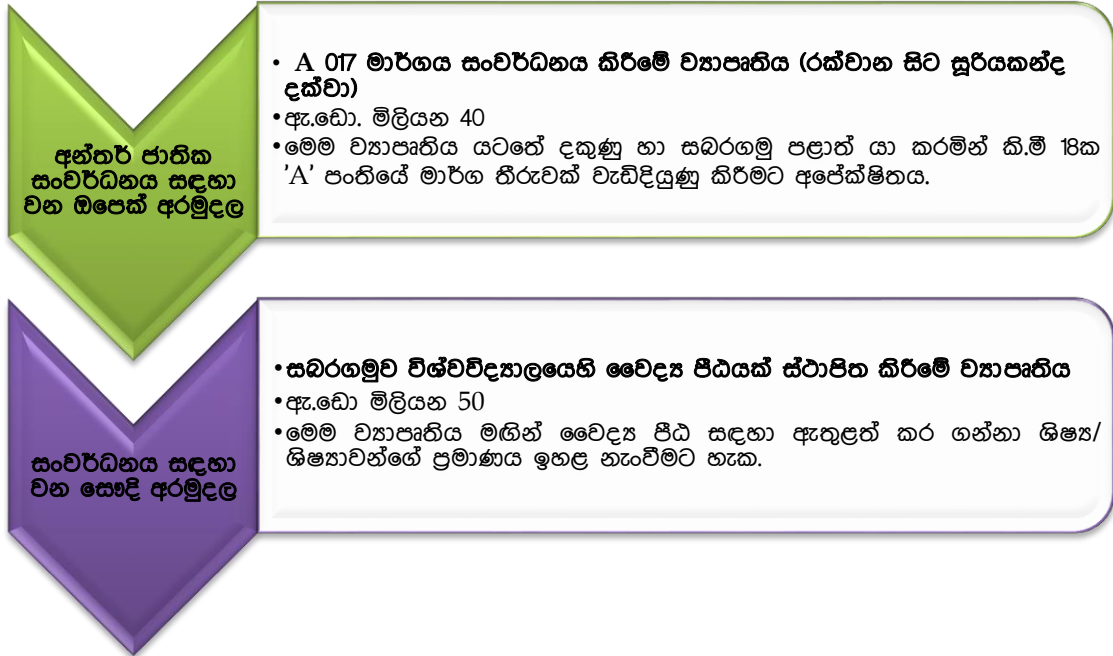 අන්තර් ජාතික
සංවර්ධනය සඳහා
වන ඔපෙක් අරමුදල
• A 017 මාර්ගය සංවර්ධනය කිරීමේ ව්‍යාපෘතිය (රක්වාන සිට සූරියකන්ද
දක්වා)
•ඇ.ඩො. මිලියන 40
•මෙම ව්‍යාපෘතිය යටතේ දකුණු හා සබරගමු පළාත් යා කරමින් කි.මී 18ක
'A' පංතියේ මාර්ග තීරුවක් වැඩිදියුණු කිරීමට අපේක්ෂිතය.
සංවර්ධනය සඳහා
වන සෞදි අරමුදල
•සබරගමුව විශ්වවිද්‍යාලයෙහි වෛද්‍ය පීඨයක් ස්ථාපිත කිරීමේ ව්‍යාපෘතිය
•ඇ.ඩො මිලියන 50
•මෙම ව්‍යාපෘතිය මඟින් වෛද්‍ය පීඨ සඳහා ඇතුළත් කර ගන්නා ශිෂ්‍ය/
ශිෂ්‍යාවන්ගේ ප්‍රමාණය ඉහළ නැංවීමට හැක.